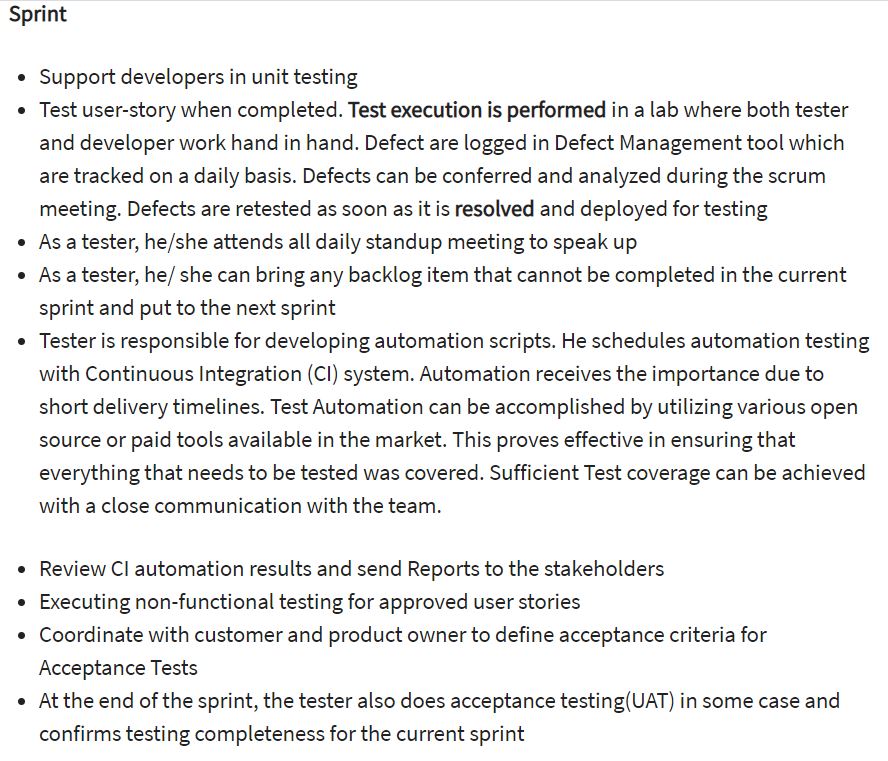 Sprint
• Support developers in unit testing
• Test user-story when completed. Test execution is performed in a lab where both tester
and developer work hand in hand. Defect are logged in Defect Management tool which
are tracked on a daily basis. Defects can be conferred and analyzed during the scrum
meeting. Defects are retested as soon as it is resolved and deployed for testing
• As a tester, he/she attends all daily standup meeting to speak up
• As a tester, he/ she can bring any backlog item that cannot be completed in the current
sprint and put to the next sprint
• Tester is responsible for developing automation scripts. He schedules automation testing
with Continuous Integration (CI) system. Automation receives the importance due to
short delivery timelines. Test Automation can be accomplished by utilizing various open
source or paid tools available in the market. This proves effective in ensuring that
everything that needs to be tested was covered. Sufficient Test coverage can be achieved
with a close communication with the team.
• Review CI automation results and send Reports to the stakeholders
• Executing non-functional testing for approved user stories
• Coordinate with customer and product owner to define acceptance criteria for
Acceptance Tests
• At the end of the sprint, the tester also does acceptance testing(UAT) in some case and
confirms testing completeness for the current sprint